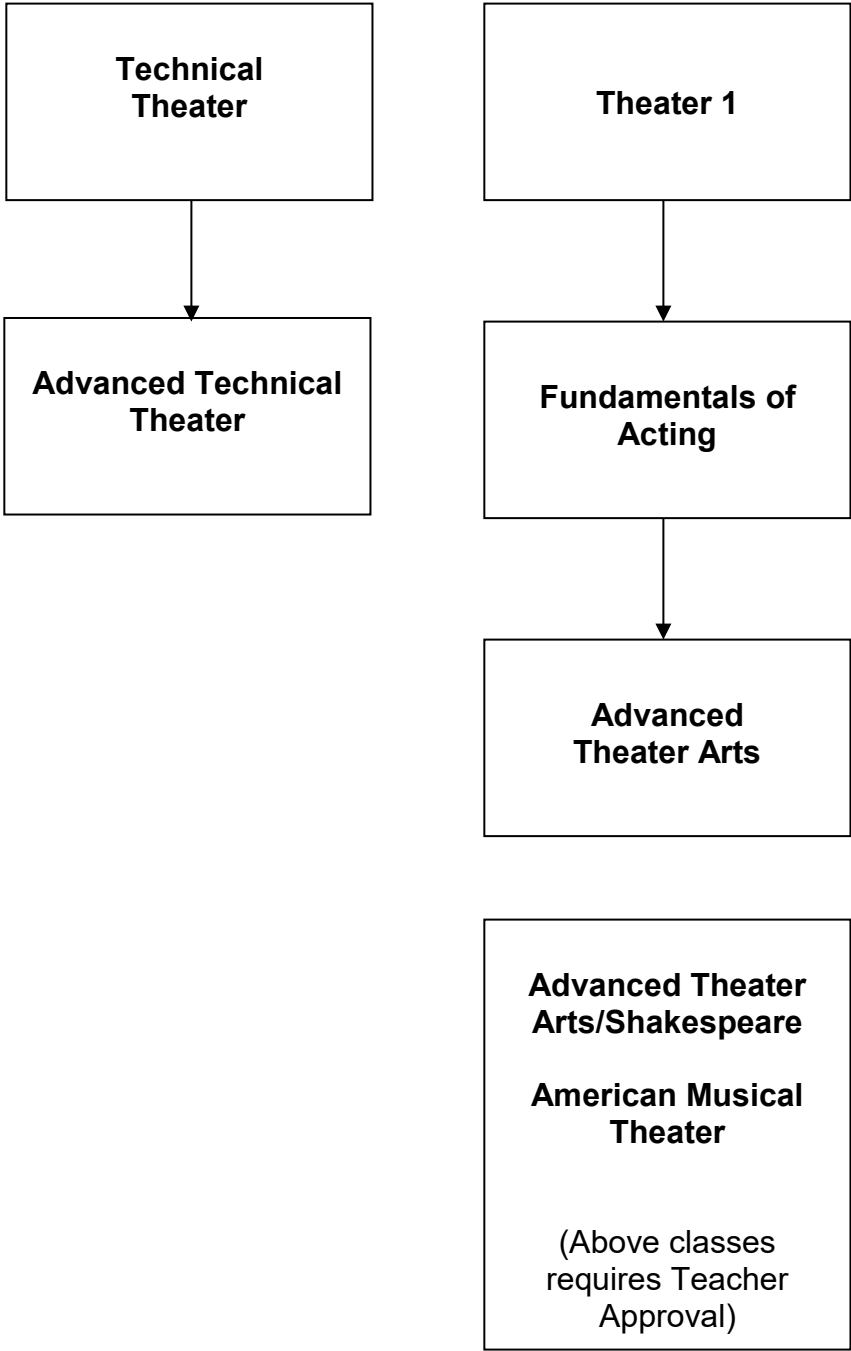 Technical
Theater
Theater 1
Advanced Technical
Theater
Fundamentals of
Acting
Advanced
Theater Arts
Advanced Theater
Arts/Shakespeare
American Musical
Theater
(Above classes
requires Teacher
Approval)